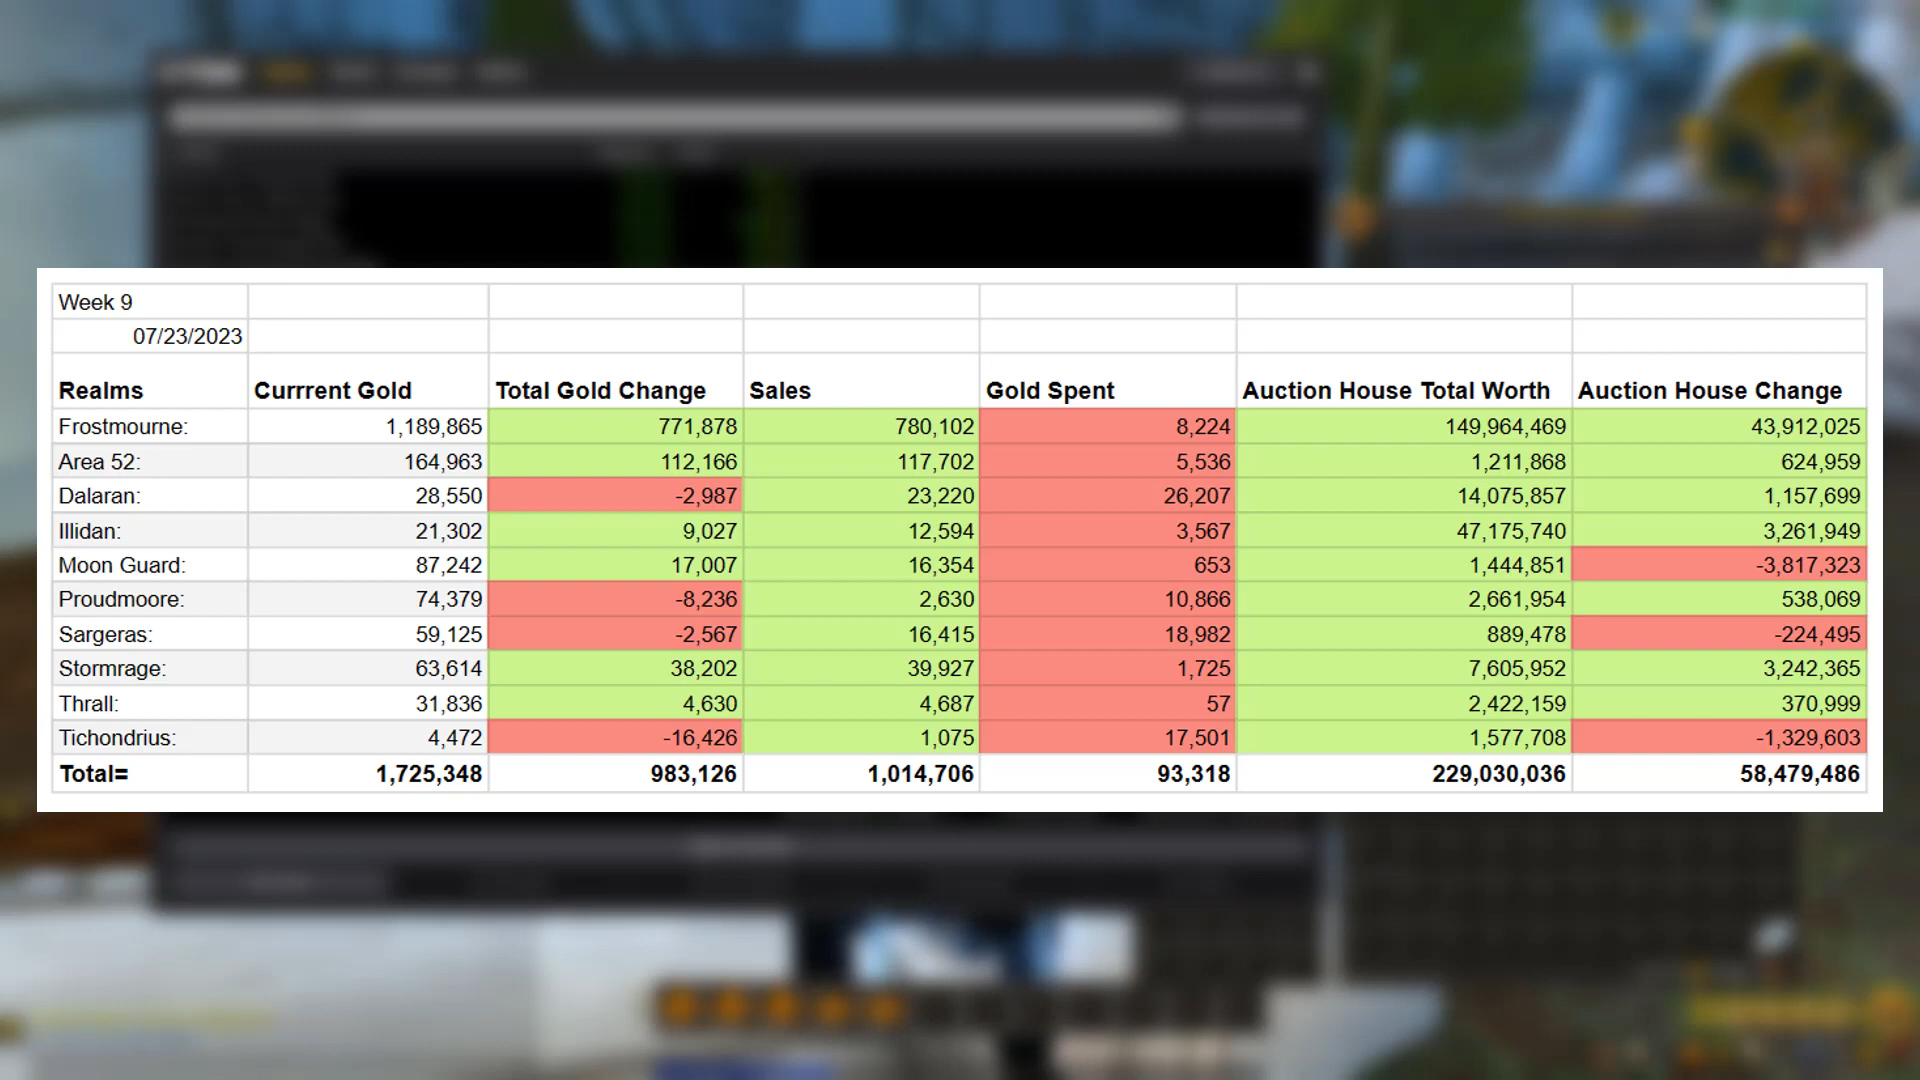 Week 9
07/23/2023
Realms Currrent Gold Total Gold Change Sales Gold Spent Auction House Total Worth Auction House Change
Frostmourne: 1,189,865 771,878 780,102 8,224 149,964,469 43,912,025
Area 52: 164,963 112,166 117,702 5,536 1,211,868 624,959
Dalaran: 28,550 -2,987 23,220 26,207 14,075,857 1,157,699
Illidan: 21,302 9,027 12,594 3,567 47,175,740 3,261,949
Moon Guard: 87,242 17,007 16,354 653 1,444,851 -3,817,323
Proudmoore: 74,379 -8,236 2,630 10,866 2,661,954 538,069
Sargeras: 59,125 -2,567 16,415 18,982 889,478 -224,495
Stormrage: 63,614 38,202 39,927 1,725 7,605,952 3,242,365
Thrall: 31,836 4,630 4,687 57 2,422,159 370,999
Tichondrius: 4,472 -16,426 1,075 17,501 1,577,708 -1,329,603
Total= 1,725,348 983,126 1,014,706 93,318 229,030,036 58,479,486